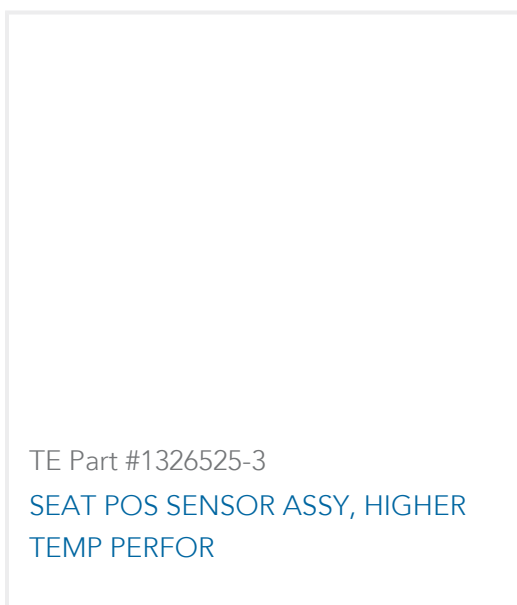 TE Part #1326525-3
SEAT POS SENSOR ASSY, HIGHER
TEMP PERFOR